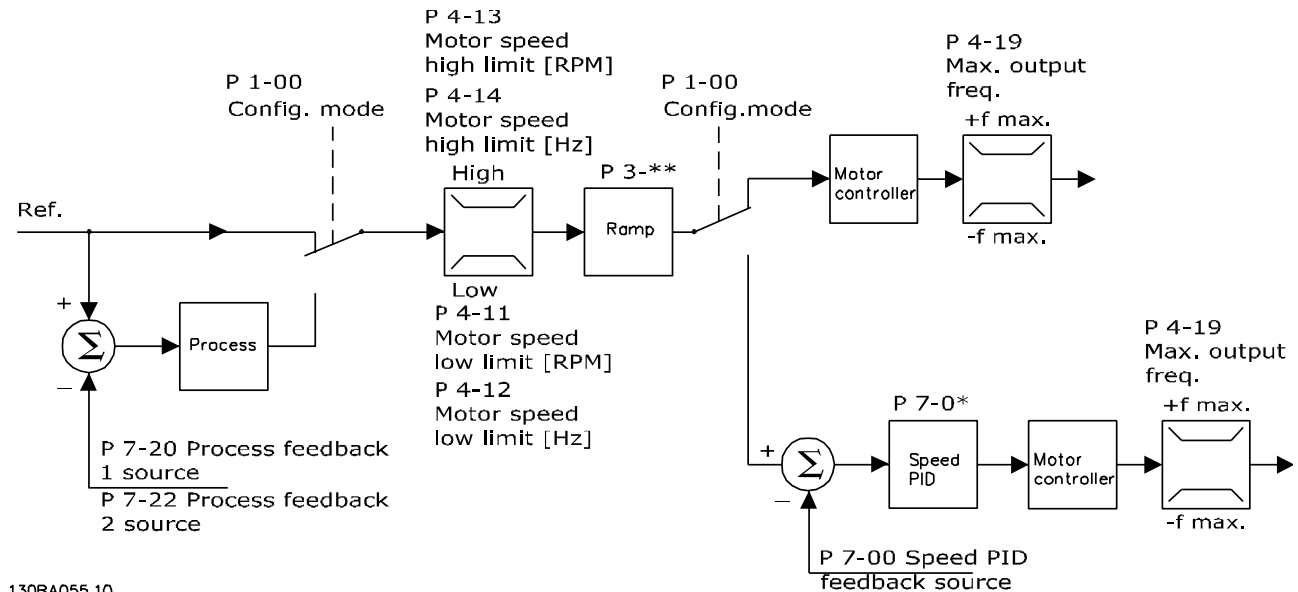 P 4-13
Motor speed
high limit [RPM]
P 4-14
Motor speed
high limit [Hz]
High
P 1-00
Config. mode
P 3-**
P 1-00
Config.mode
P 4-19
Max. output
freq.
+f max.
Motor
controller
-f max.
Ref.
Ramp
Low
P 4-11
Motor speed
low limit [RPM]
P 4-12
Motor speed
low limit [Hz]
+
Σ
Process
−
P 7-20 Process feedback
1 source
P 7-22 Process feedback
2 source
P 4-19
Max. output
freq.
+f max.
P 7-0*
+
Σ
Speed
PID
Motor
controller
−
-f max.
P 7-00 Speed PID
feedback source
130BA055.10